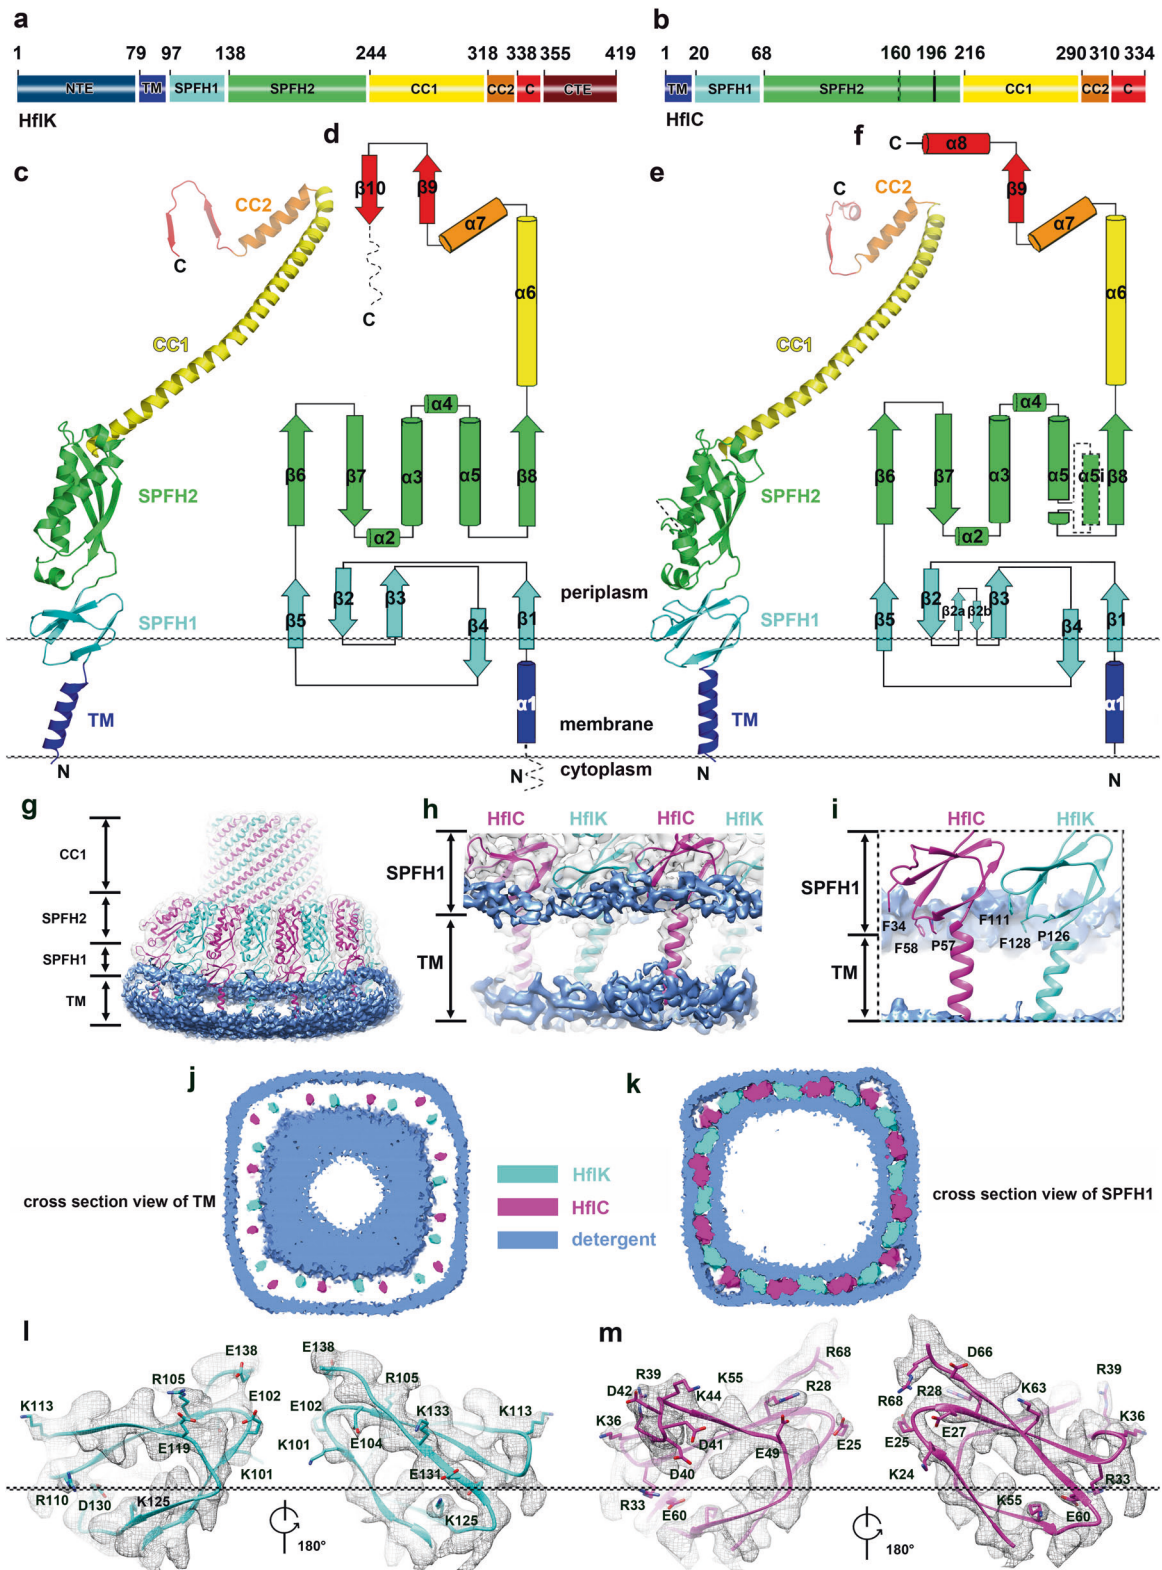 a
1 79 97 138 244 318 338 355 419
NTE TM SPFH1 SPFH2 CC1 CC2 C CTE
HflK
b
1 20 68 160 196 216 290 310 334
TM SPFH1 SPFH2 CC1 CC2 C
HflC
c
CC2
C
CC1
SPFH2
SPFH1
TM
N
d
β10 β9
α7
α6
C
α4
β6 β7 α3 α5 β8
α2
β5 β2 β3 β4 β1
α1
N
periplasm
membrane
cytoplasm
e
C CC2
CC1
SPFH2
SPFH1
TM
N
f
C α8
β9
α7
α6
α4
β6 β7 α3 α5 α5i β8
α2
β5 β2 β2a β2b β3 β4 β1
α1
N
g
CC1
SPFH2
SPFH1
TM
h
HflC HflK HflC HflK
SPFH1
TM
i
HflC HflK
SPFH1
TM
F34 F58 P57 F111 F128 P126
j
cross section view of TM
HflK
HflC
detergent
k
cross section view of SPFH1
l
E138
R105
E102
K113
E119
K101
R110
D130
K125
180°
E138
R105
E102
K133
K113
E104
K101
E131
K125
m
R68
K55
R39
D42
K44
R28
K36
D41
E49
E25
D40
R33
E60
180°
D66
R39
R68
R28
K63
K36
E25
E27
K24
R33
K55
E60